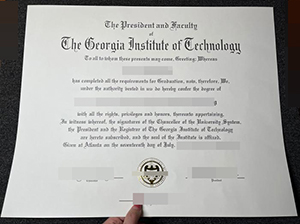 The President and Faculty
of
The Georgia Institute of Technology
To all to whom these presents may come, Greeting: Whereas
has completed all the requirements for Graduation, now, therefore, We,
under the authority vested in us do hereby confer the degree of
with all the rights, privileges and honors, thereunto appertaining.
In witness whereof, the signatures of the Chancellor of the University System,
the President and the Registrar of The Georgia Institute of Technology
are hereto subscribed, and the seal of the Institute is affixed.
Given at Atlanta on the seventeenth day of July,